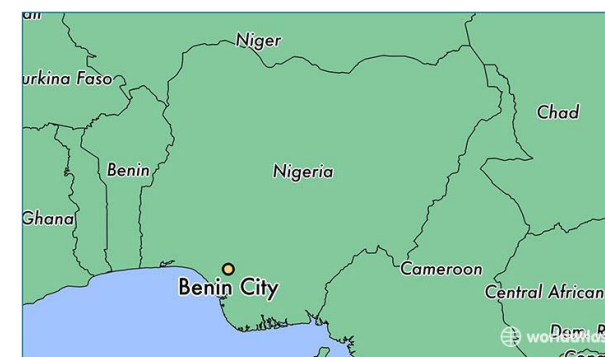 Niger
urkina Faso
Chad
Benin
Nigeria
Ghana
Cameroon
Benin City
Central African
Dem. R